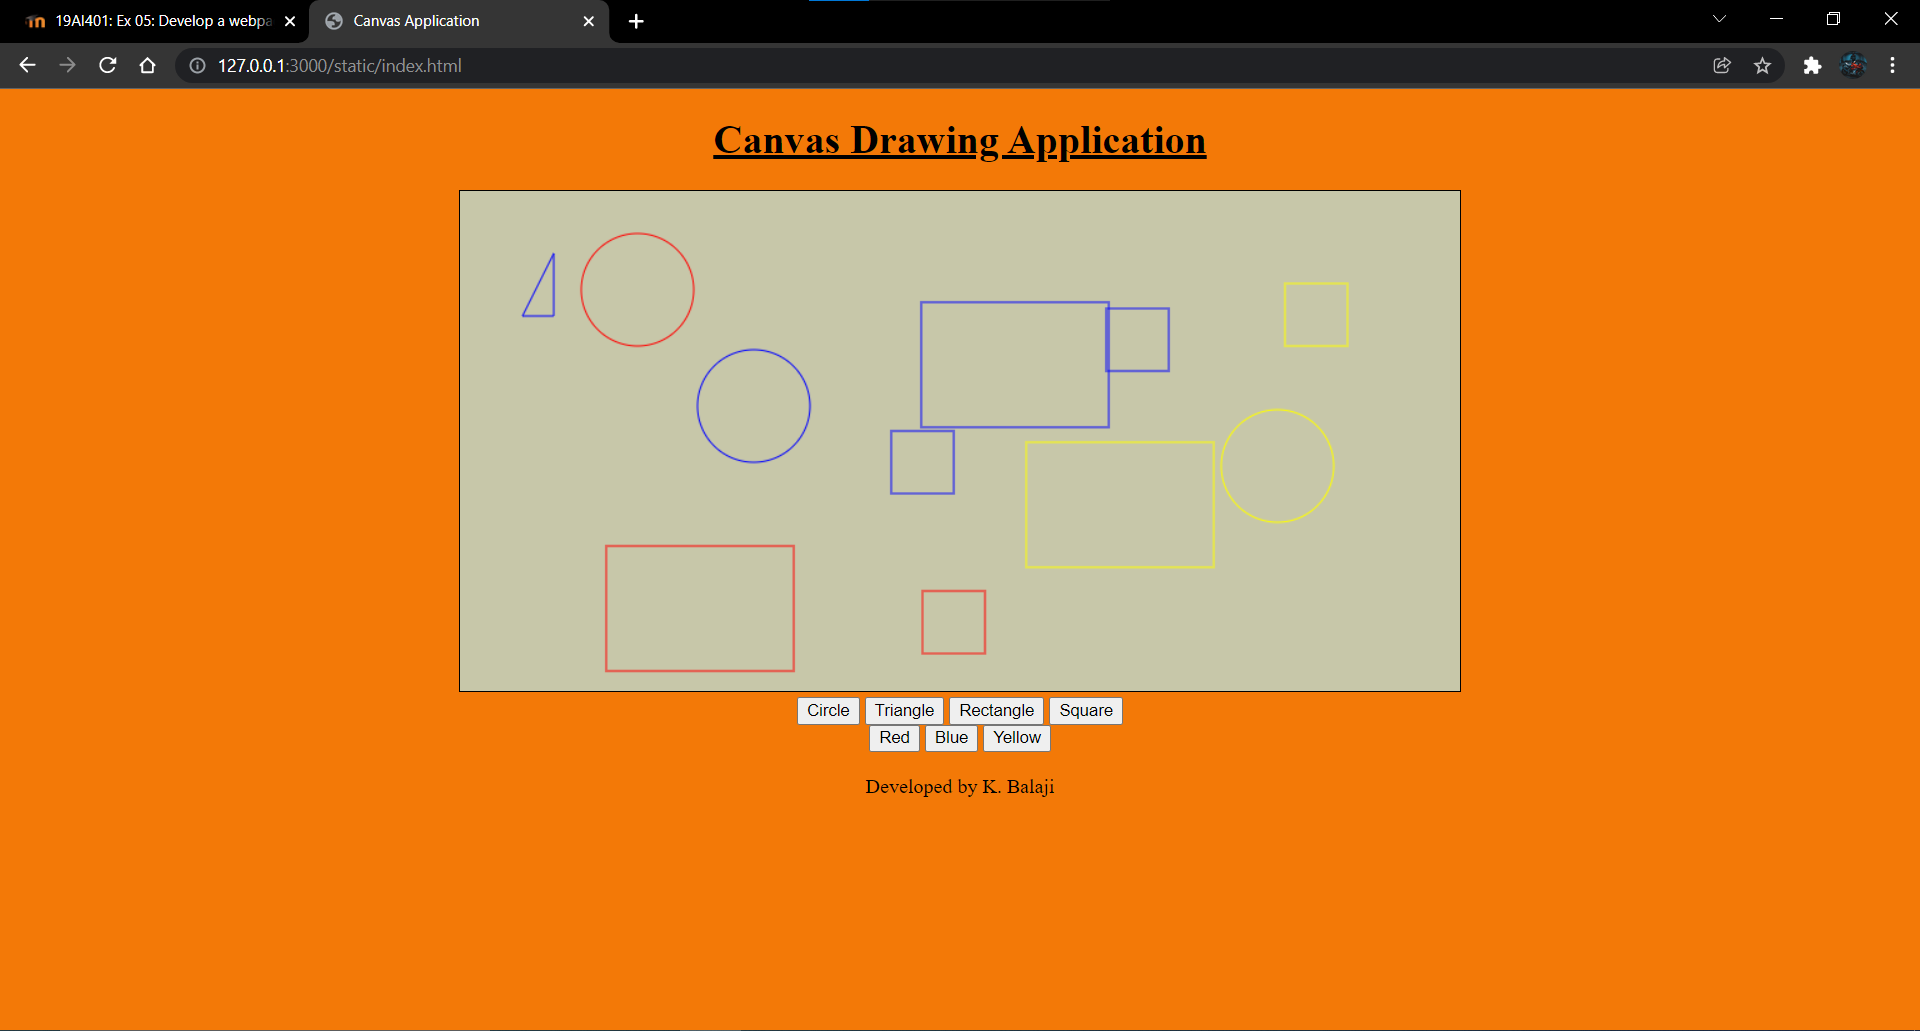 19AI401: Ex 05: Develop a webpa
Canvas Application
127.0.0.1:3000/static/index.html
Canvas Drawing Application
Circle Triangle Rectangle Square
Red Blue Yellow
Developed by K. Balaji